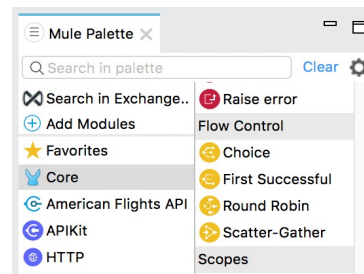 Mule Palette
Search in palette
Clear
Search in Exchange..
Add Modules
Favorites
Core
American Flights API
APIKit
HTTP
Raise error
Flow Control
Choice
First Successful
Round Robin
Scatter-Gather
Scopes